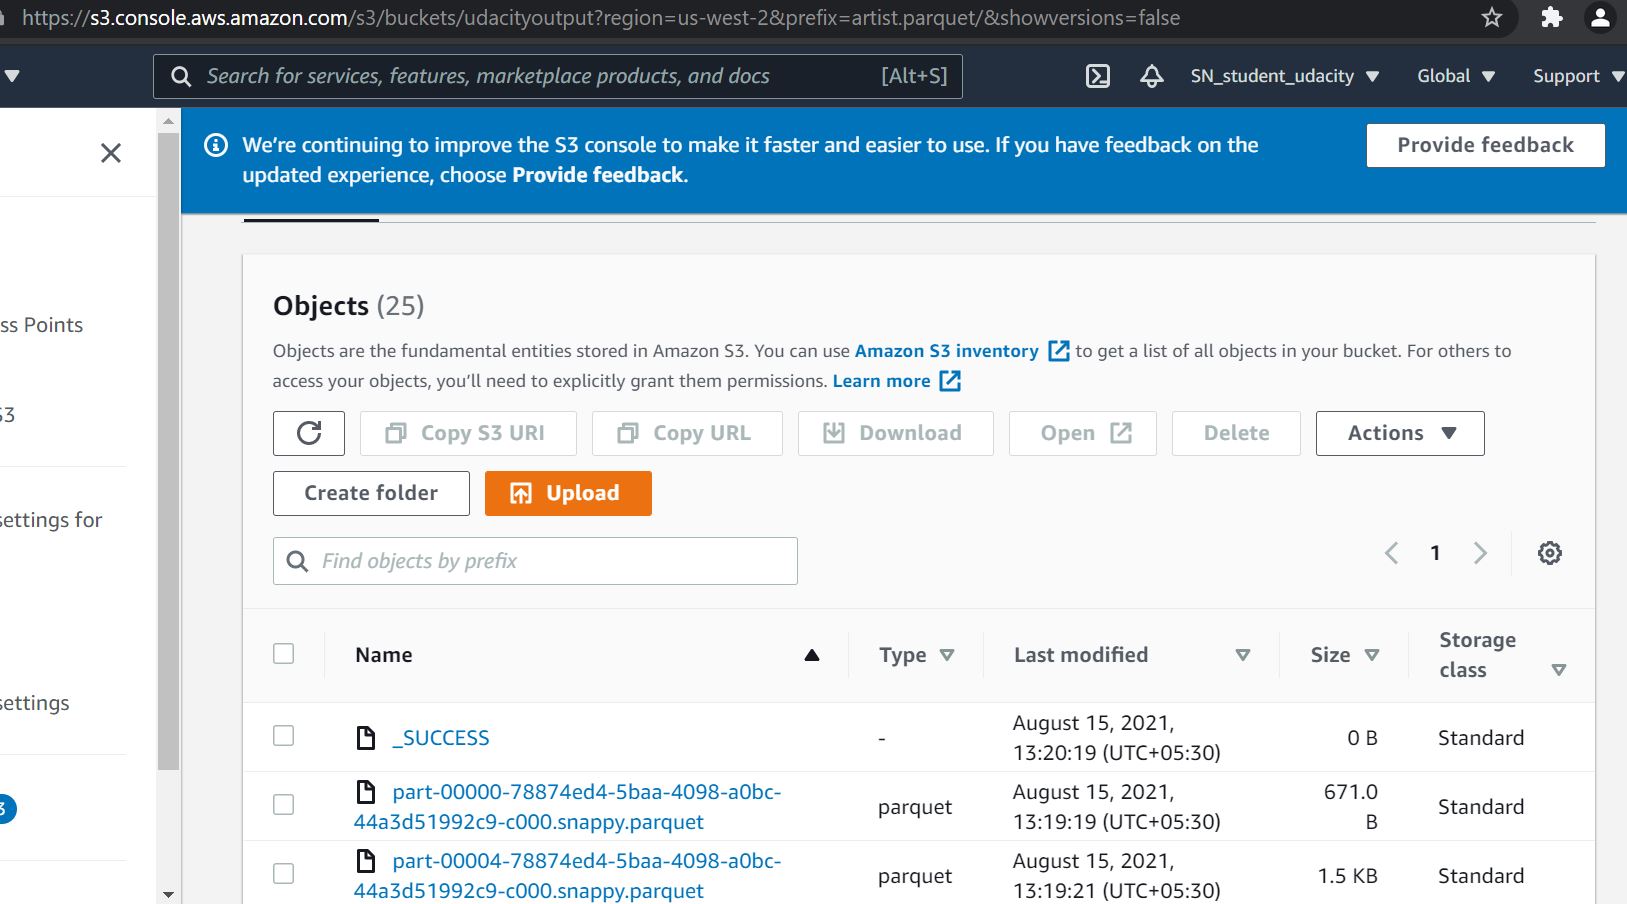 https://s3.console.aws.amazon.com/s3/buckets/udacityoutput?region=us-west-2&prefix=artist.parquet/&showversions=false
Search for services, features, marketplace products, and docs [Alt+S] SN_student_udacity Global Support
We're continuing to improve the S3 console to make it faster and easier to use. If you have feedback on the
updated experience, choose Provide feedback.
Provide feedback
ss Points
S3
settings for
settings
3
Objects (25)
Objects are the fundamental entities stored in Amazon S3. You can use Amazon S3 inventory to get a list of all objects in your bucket. For others to
access your objects, you'll need to explicitly grant them permissions. Learn more
Copy S3 URI Copy URL Download Open Delete Actions
Create folder Upload
Find objects by prefix
1
Name Type Last modified Size Storage
class
_SUCCESS - August 15, 2021,
13:20:19 (UTC+05:30) 0 B Standard
part-00000-78874ed4-5baa-4098-a0bc-
44a3d51992c9-c000.snappy.parquet parquet August 15, 2021,
13:19:19 (UTC+05:30) 671.0
B Standard
part-00004-78874ed4-5baa-4098-a0bc-
44a3d51992c9-c000.snappy.parquet parquet August 15, 2021,
13:19:21 (UTC+05:30) 1.5 KB Standard